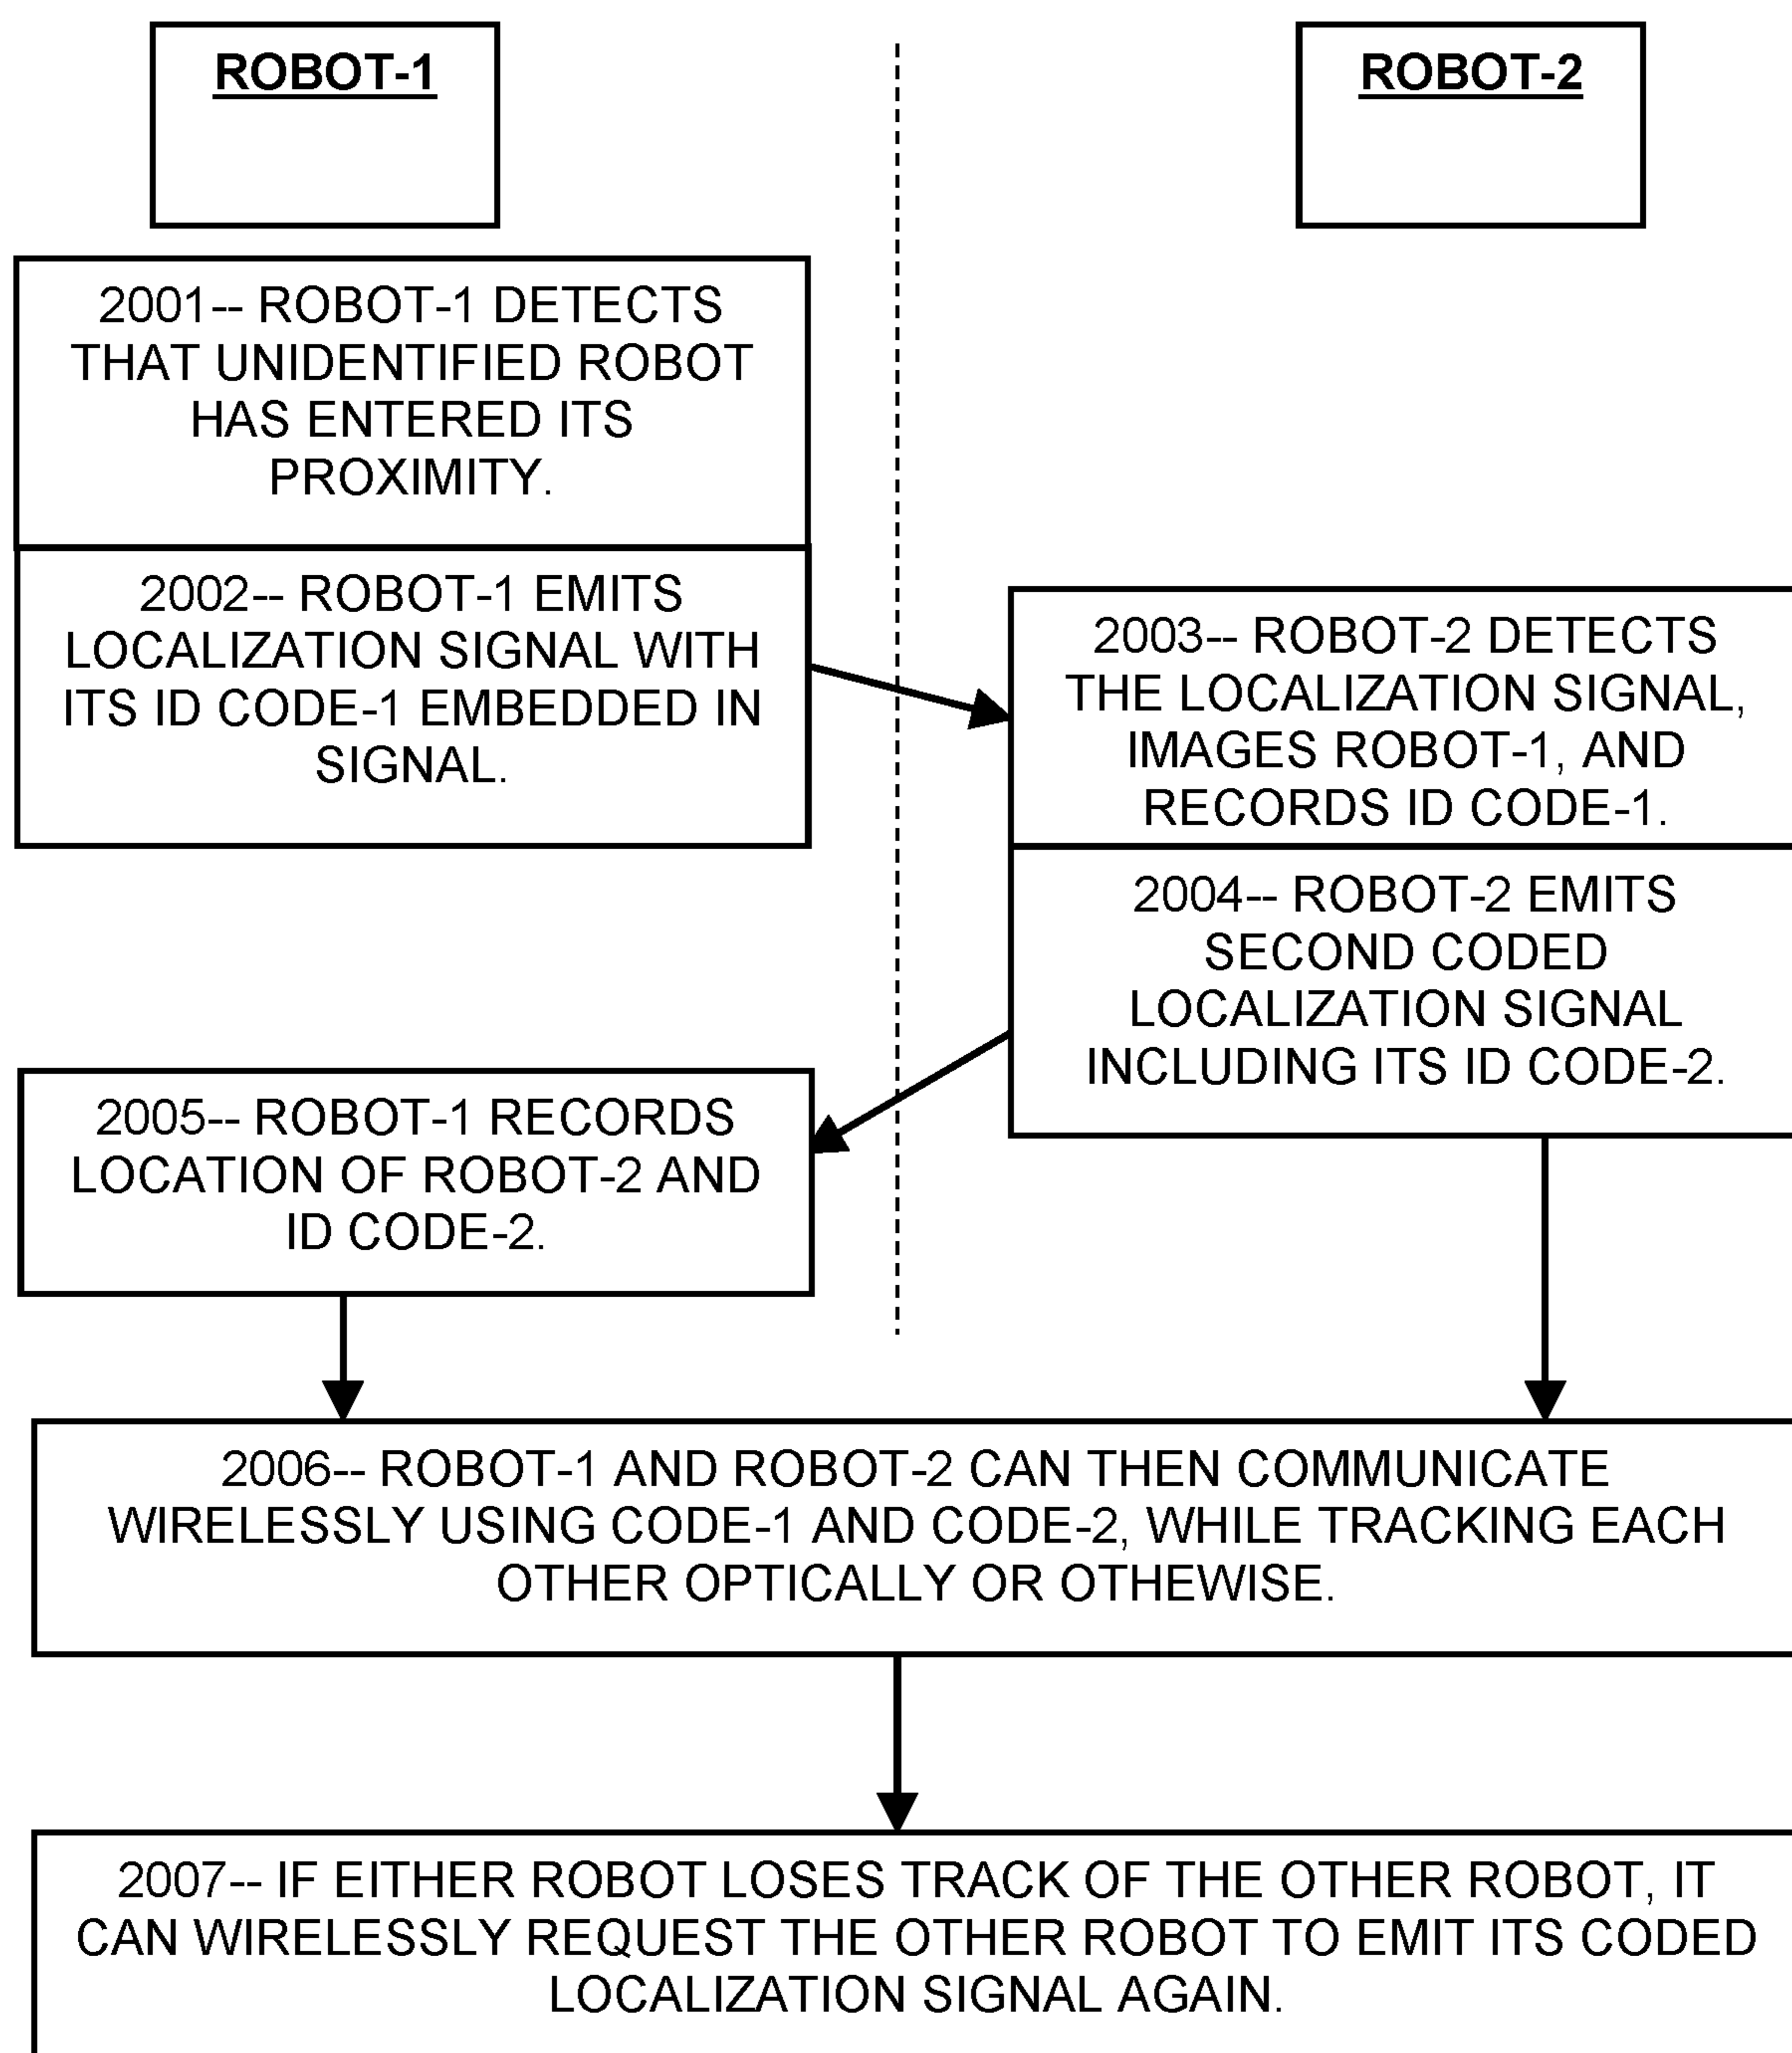 ROBOT-1
ROBOT-2
2001-- ROBOT-1 DETECTS
THAT UNIDENTIFIED ROBOT
HAS ENTERED ITS
PROXIMITY.
2002-- ROBOT-1 EMITS
LOCALIZATION SIGNAL WITH
ITS ID CODE-1 EMBEDDED IN
SIGNAL.
2003-- ROBOT-2 DETECTS
THE LOCALIZATION SIGNAL,
IMAGES ROBOT-1, AND
RECORDS ID CODE-1.
2004-- ROBOT-2 EMITS
SECOND CODED
LOCALIZATION SIGNAL
INCLUDING ITS ID CODE-2.
2005-- ROBOT-1 RECORDS
LOCATION OF ROBOT-2 AND
ID CODE-2.
2006-- ROBOT-1 AND ROBOT-2 CAN THEN COMMUNICATE
WIRELESSLY USING CODE-1 AND CODE-2, WHILE TRACKING EACH
OTHER OPTICALLY OR OTHEWISE.
2007-- IF EITHER ROBOT LOSES TRACK OF THE OTHER ROBOT, IT
CAN WIRELESSLY REQUEST THE OTHER ROBOT TO EMIT ITS CODED
LOCALIZATION SIGNAL AGAIN.